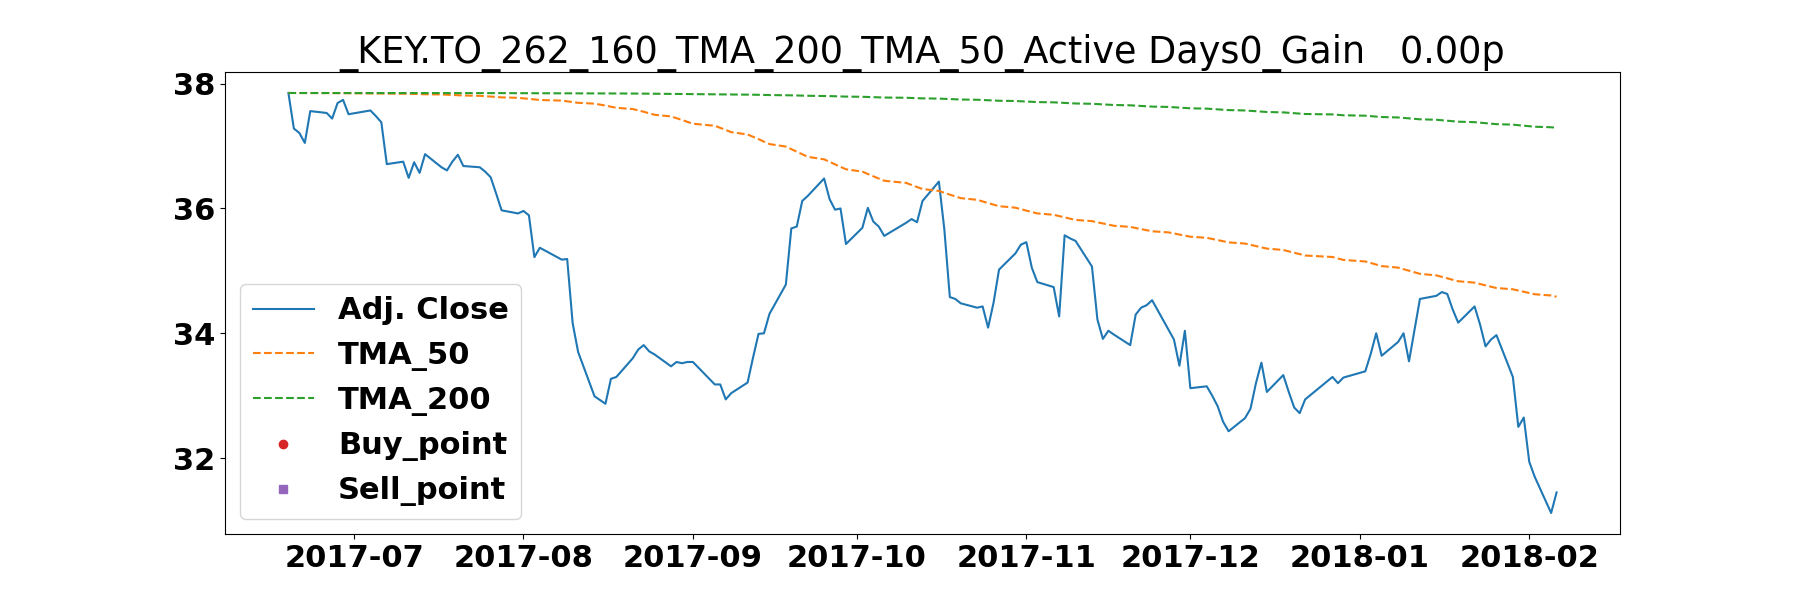 _KEY.TO_262_160_TMA_200_TMA_50_Active Days0_Gain   0.00p
38
36
34
32
Adj. Close
TMA_50
TMA_200
Buy_point
Sell_point
2017-07 2017-08 2017-09 2017-10 2017-11 2017-12 2018-01 2018-02